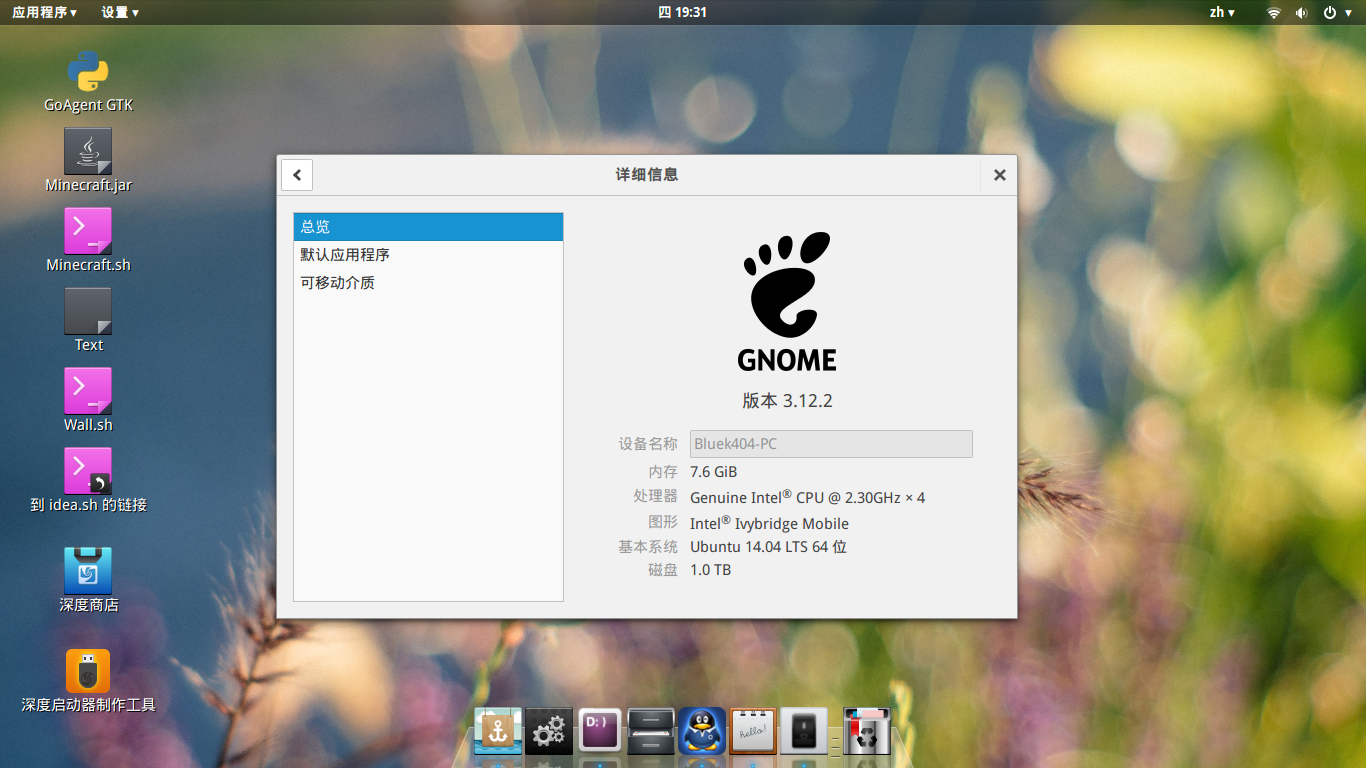 应用程序▾ 设置▾ 四 19:31 zh▾
GoAgent GTK
Minecraft.jar
Minecraft.sh
Text
Wall.sh
到 idea.sh 的链接
深度商店
深度启动器制作工具
详细信息
总览
默认应用程序
可移动介质
GNOME
版本 3.12.2
设备名称 Bluek404-PC
内存 7.6 GiB
处理器 Genuine Intel® CPU @ 2.30GHz × 4
图形 Intel® Ivybridge Mobile
基本系统 Ubuntu 14.04 LTS 64 位
磁盘 1.0 TB
D:)
Hello!